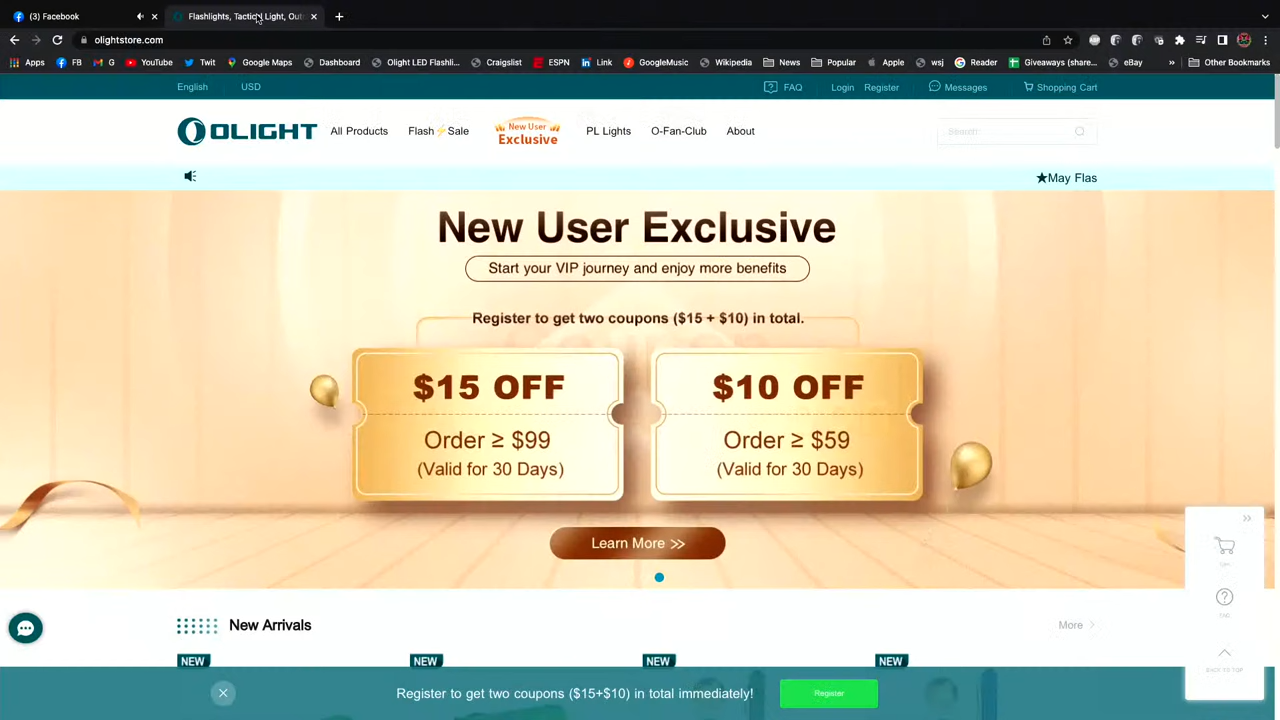 (3) Facebook
Flashlights, Tactical Light, Out
olightstore.com
Apps FB G YouTube Twit Google Maps Dashboard Olight LED Flashli... Craigslist ESPN Link GoogleMusic Wikipedia News Popular Apple wsj Reader Giveaways (share... eBay » Other Bookmarks
English USD FAQ Login Register Messages Shopping Cart
OLIGHT All Products Flash⚡Sale New User Exclusive PL Lights O-Fan-Club About Search
★May Flas
New User Exclusive
Start your VIP journey and enjoy more benefits
Register to get two coupons ($15 + $10) in total.
$15 OFF $10 OFF
Order ≥ $99 Order ≥ $59
(Valid for 30 Days) (Valid for 30 Days)
Learn More >>
New Arrivals More >
NEW NEW NEW NEW
Register to get two coupons ($15+$10) in total immediately! Register
FAQ
BACK TO TOP